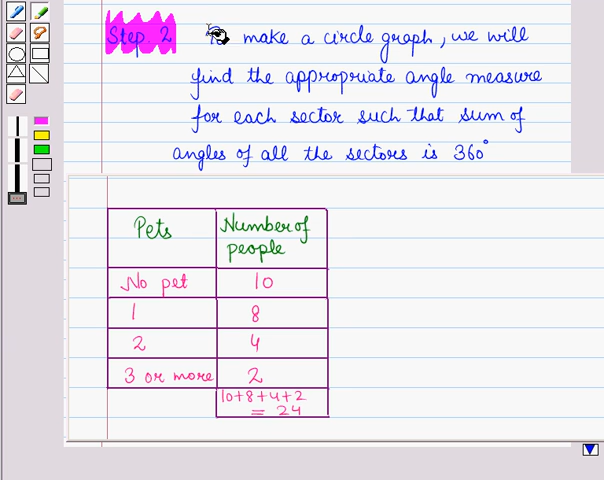 Step 2 To make a circle graph, we will
find the appropriate angle measure
for each sector such that sum of
angles of all the sectors is 360°
Pets Number of people
No pet 10
1 8
2 4
3 or more 2
10+8+4+2
= 24